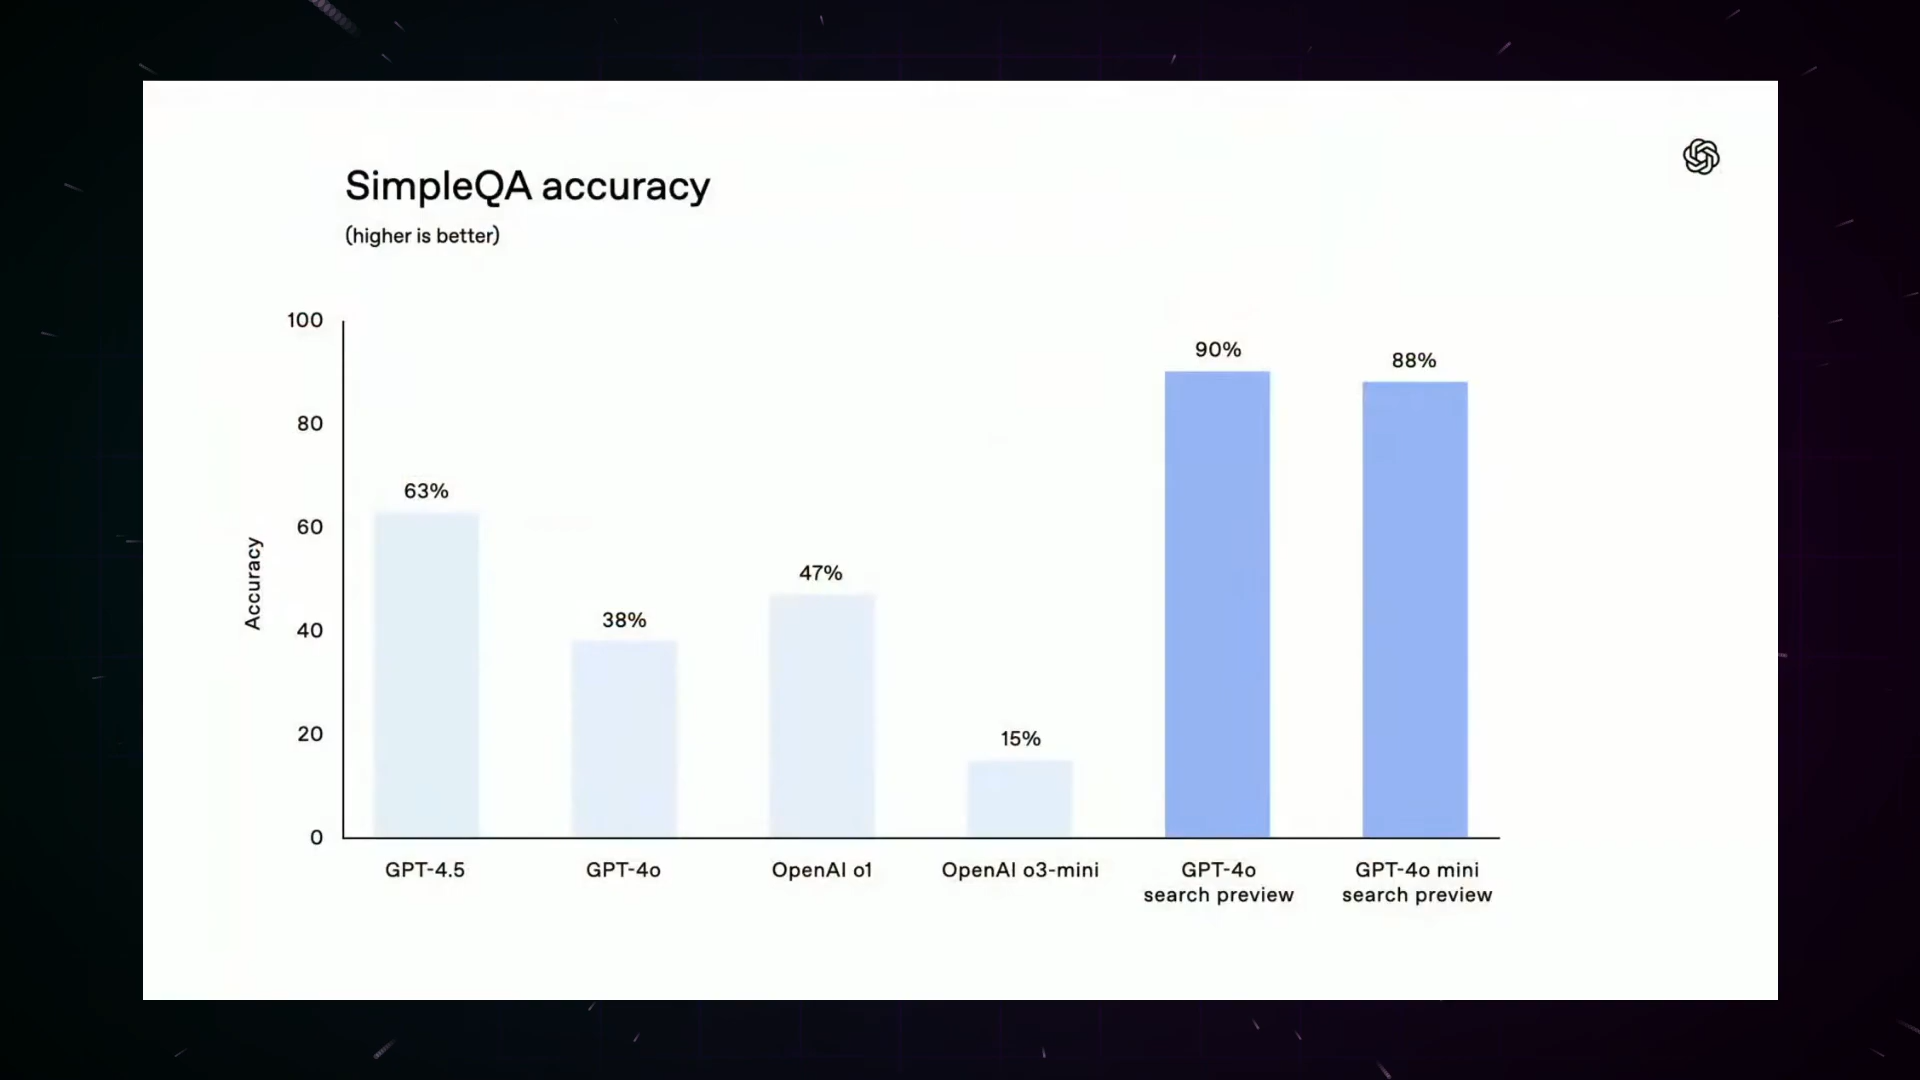 SimpleQA accuracy
(higher is better)
Accuracy
100
80
60
40
20
0
63%
38%
47%
15%
90%
88%
GPT-4.5
GPT-4o
OpenAI o1
OpenAI o3-mini
GPT-4o
search preview
GPT-4o mini
search preview